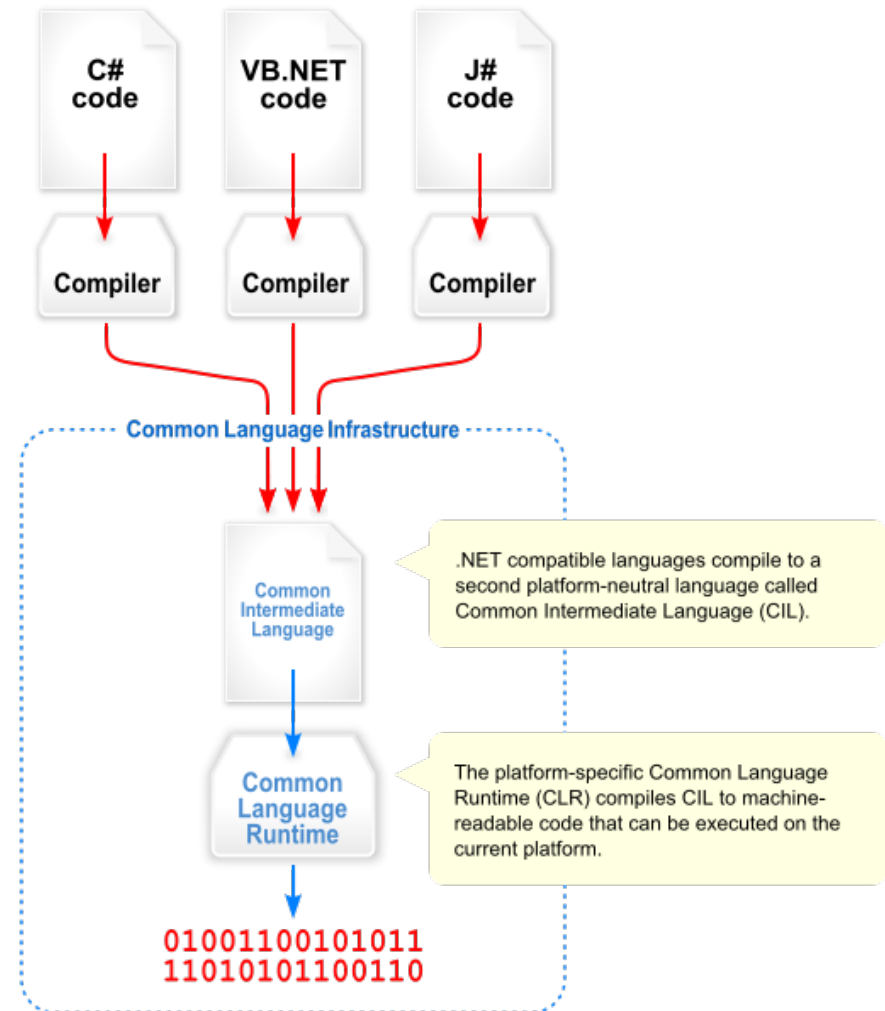 C#
code
VB.NET
code
J#
code
Compiler
Compiler
Compiler
Common Language Infrastructure
Common
Intermediate
Language
.NET compatible languages compile to a
second platform-neutral language called
Common Intermediate Language (CIL).
Common
Language
Runtime
The platform-specific Common Language
Runtime (CLR) compiles CIL to machine-
readable code that can be executed on the
current platform.
01001100101011
11010101100110